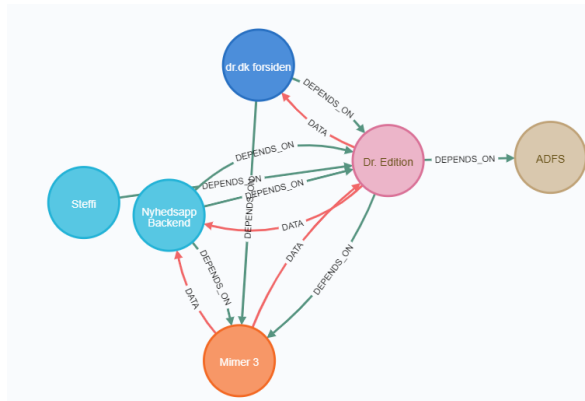 dr.dk forsiden
DEPENDS_ON
DATA
DEPENDS_ON
Dr. Edition
DEPENDS_ON
ADFS
DEPENDS_ON
DEPENDS_ON
DEPENDS_ON
Steffi
Nyhedsapp
Backend
DATA
DEPENDS_ON
DATA
DEPENDS_ON
DATA
Mimer 3